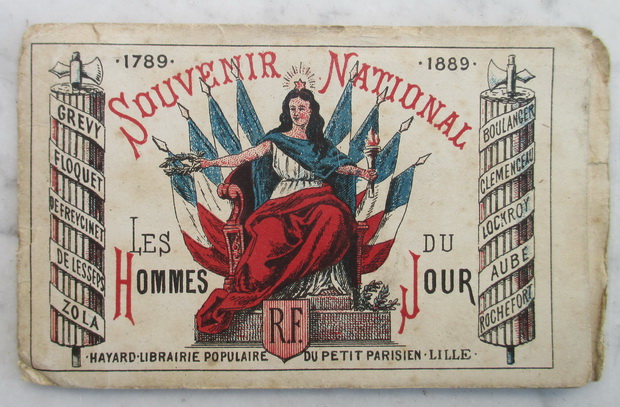 ·1789·
SOUVENIR NATIONAL
·1889·
GREVY
FLOQUET
DE FREYCINET
DE LESSEPS
ZOLA
BOULANGER
CLEMENCEAU
LOCKROY
AUBE
ROCHEFORT
LES HOMMES DU JOUR
R.F.
·HAYARD·LIBRAIRIE POPULAIRE DU PETIT PARISIEN·LILLE·